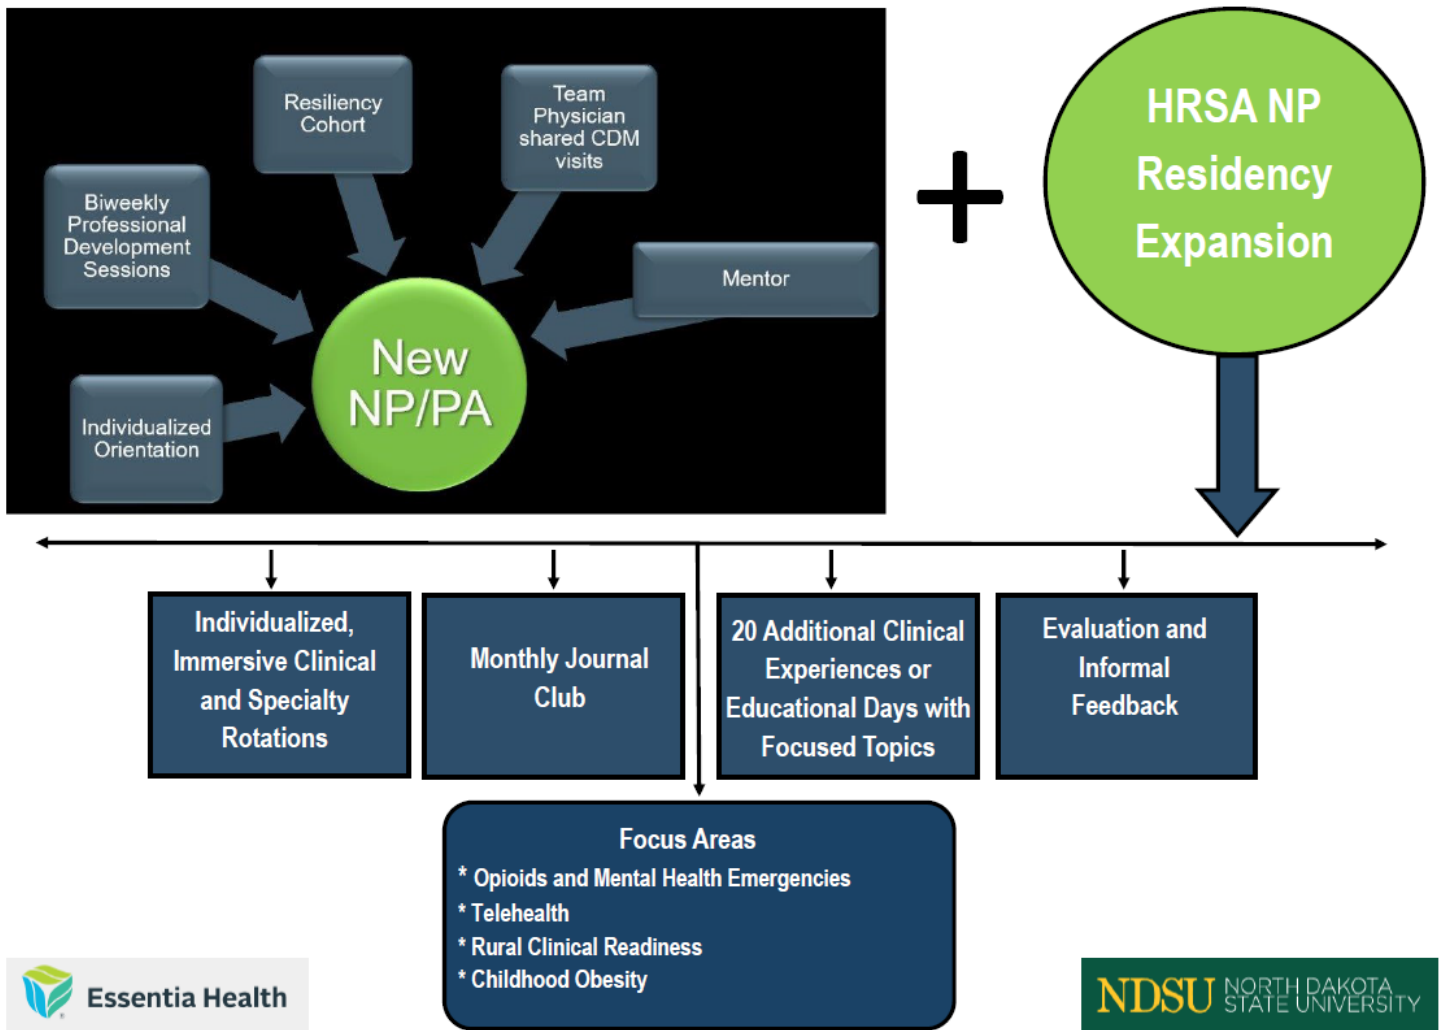 Resiliency
Cohort
Team
Physician
shared CDM
visits
Biweekly
Professional
Development
Sessions
Mentor
Individualized
Orientation
New
NP/PA
HRSA NP
Residency
Expansion
Individualized,
Immersive Clinical
and Specialty
Rotations
Monthly Journal
Club
20 Additional Clinical
Experiences or
Educational Days with
Focused Topics
Evaluation and
Informal
Feedback
Focus Areas
* Opioids and Mental Health Emergencies
* Telehealth
* Rural Clinical Readiness
* Childhood Obesity
Essentia Health
NDSU NORTH DAKOTA
STATE UNIVERSITY